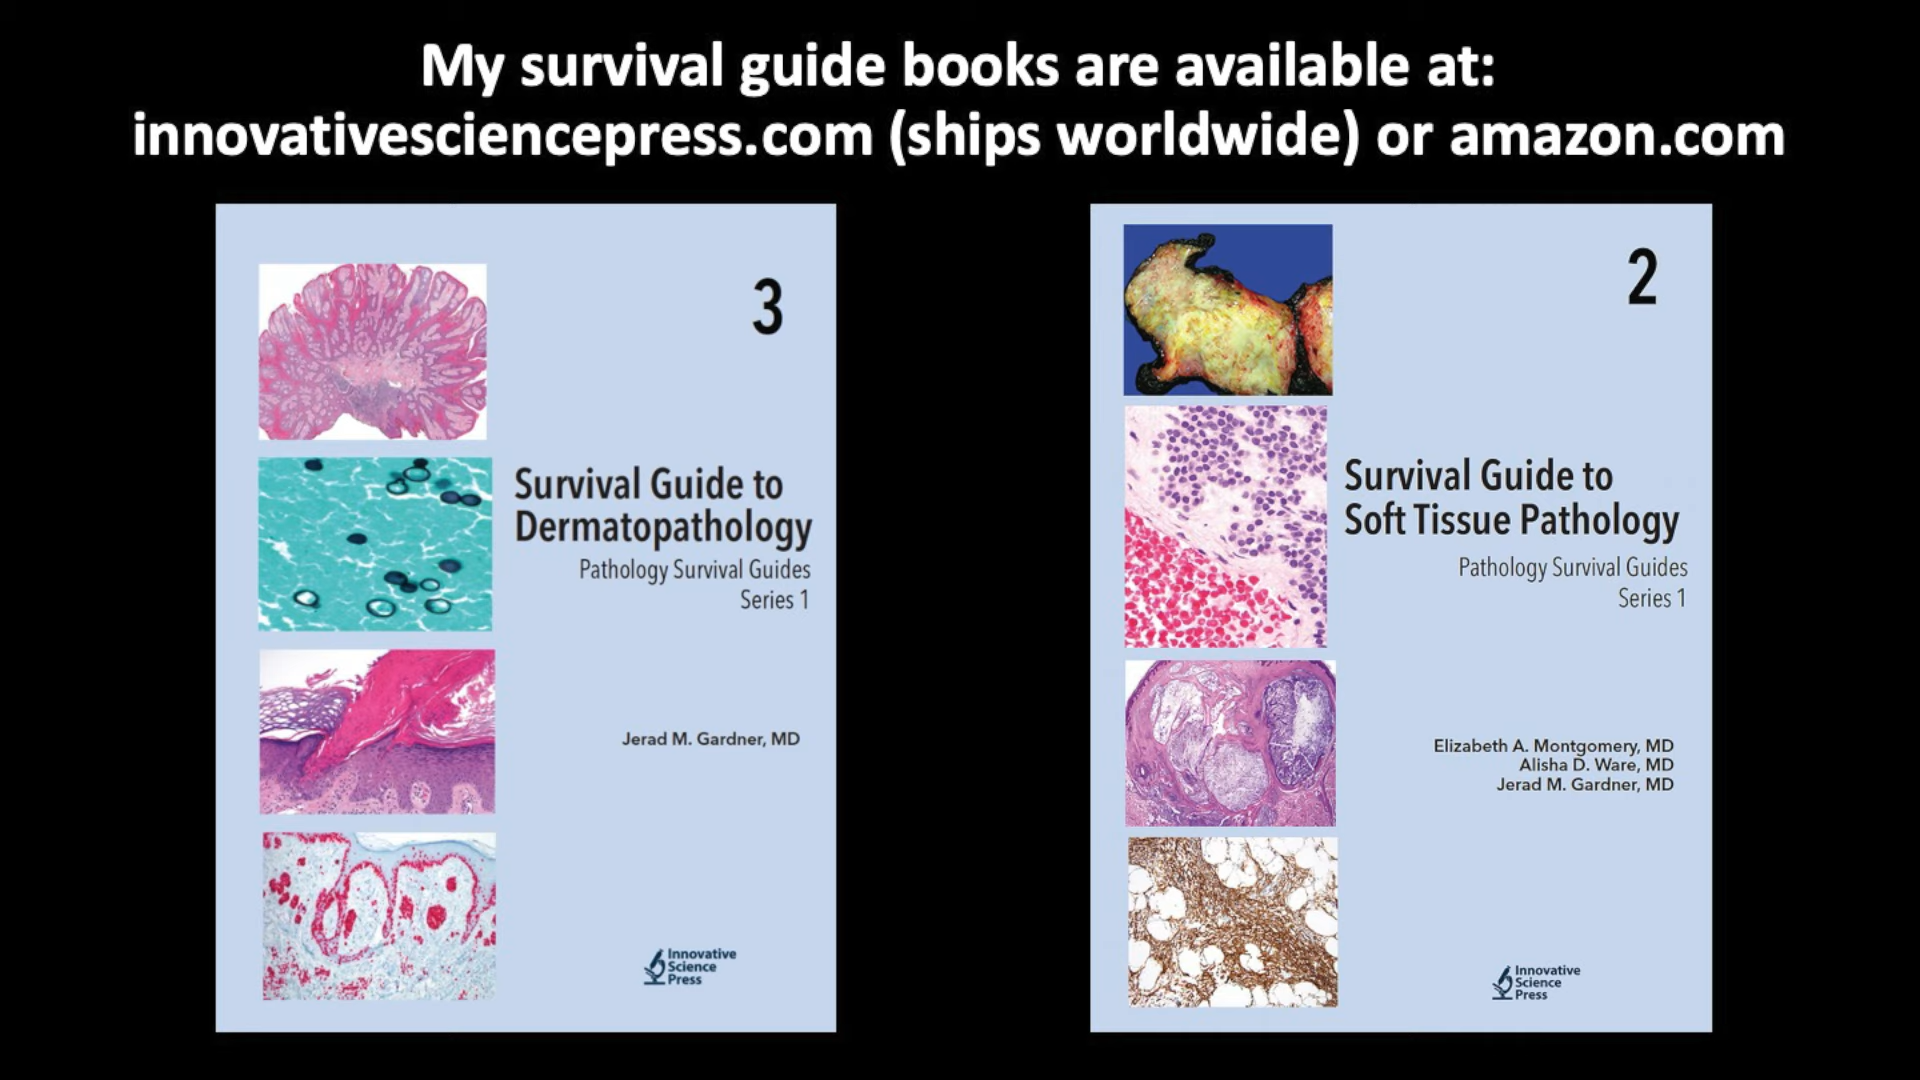 My survival guide books are available at:
innovativesciencepress.com (ships worldwide) or amazon.com
3
Survival Guide to
Dermatopathology
Pathology Survival Guides
Series 1
Jerad M. Gardner, MD
Innovative
Science
Press
2
Survival Guide to
Soft Tissue Pathology
Pathology Survival Guides
Series 1
Elizabeth A. Montgomery, MD
Alisha D. Ware, MD
Jerad M. Gardner, MD
Innovative
Science
Press